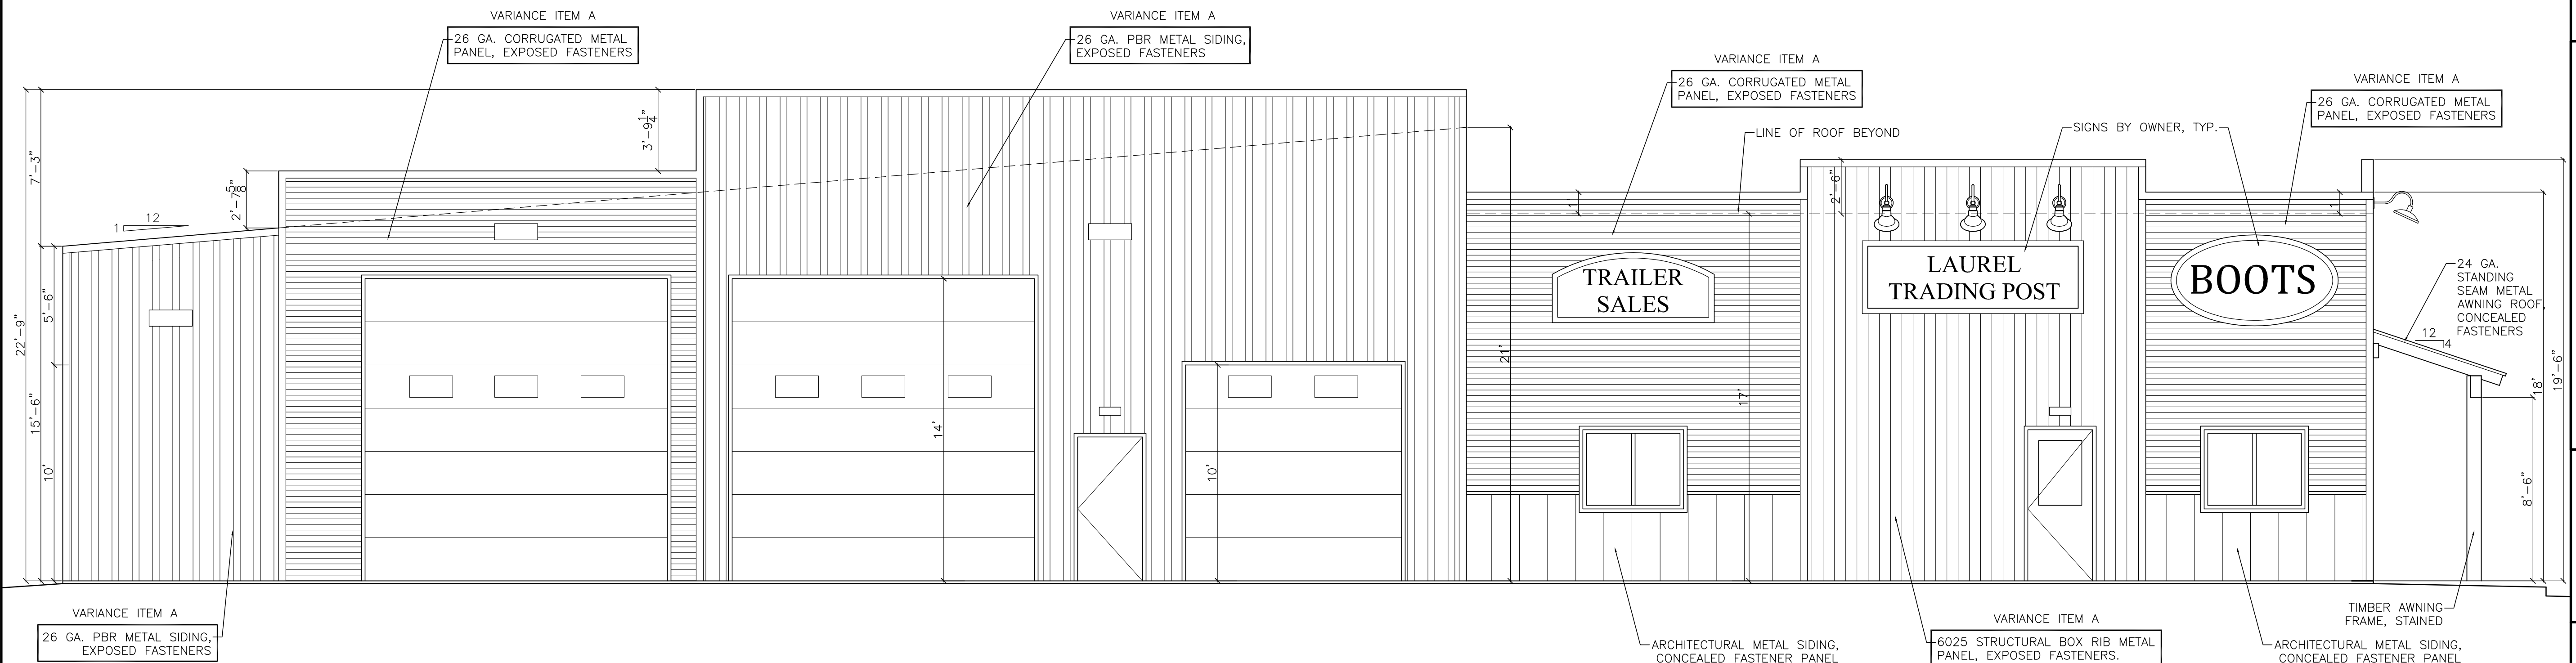 VARIANCE ITEM A
26 GA. CORRUGATED METAL
PANEL, EXPOSED FASTENERS
VARIANCE ITEM A
26 GA. PBR METAL SIDING,
EXPOSED FASTENERS
VARIANCE ITEM A
26 GA. CORRUGATED METAL
PANEL, EXPOSED FASTENERS
VARIANCE ITEM A
26 GA. CORRUGATED METAL
PANEL, EXPOSED FASTENERS
LINE OF ROOF BEYOND
SIGNS BY OWNER, TYP.
22'-9"
7'-3"
15'-6"
5'-6"
10'
12
1
2'-7⅝"
3'-9¼"
14'
10'
21'
1'
17'
2'-6"
1'
TRAILER
SALES
LAUREL
TRADING POST
BOOTS
24 GA.
STANDING
SEAM METAL
AWNING ROOF,
CONCEALED
FASTENERS
12
4
18'
19'-6"
8'-6"
VARIANCE ITEM A
26 GA. PBR METAL SIDING,
EXPOSED FASTENERS
ARCHITECTURAL METAL SIDING,
CONCEALED FASTENER PANEL
VARIANCE ITEM A
6025 STRUCTURAL BOX RIB METAL
PANEL, EXPOSED FASTENERS.
TIMBER AWNING
FRAME, STAINED
ARCHITECTURAL METAL SIDING,
CONCEALED FASTENER PANEL